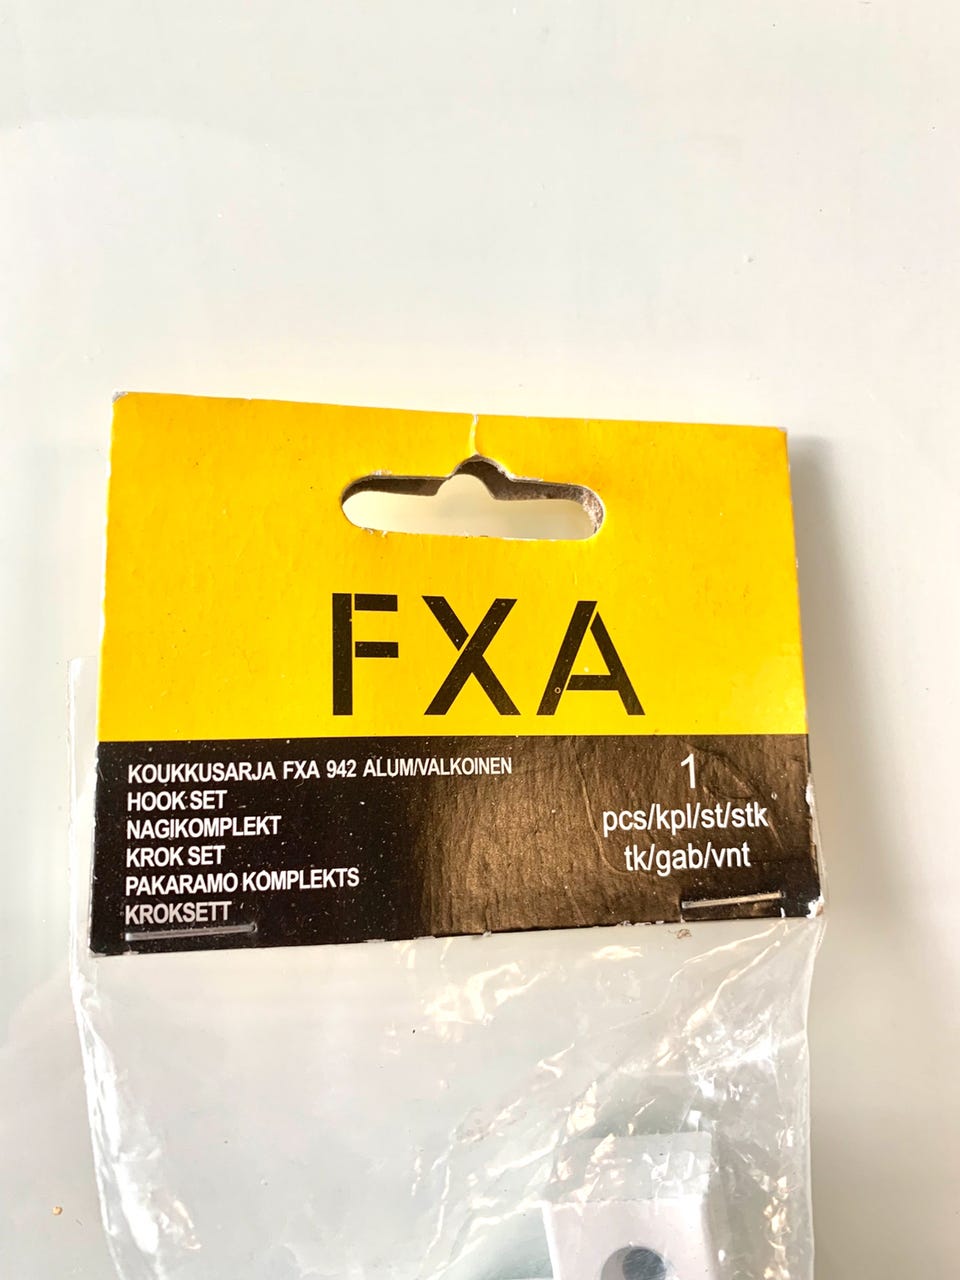 FXA
KOUKKUSARJA FXA 942 ALUM/VALKOINEN
HOOK SET
NAGIKOMPLEKT
KROK SET
PAKARAMO KOMPLEKTS
KROKSETT
1
pcs/kpl/st/stk
tk/gab/vnt